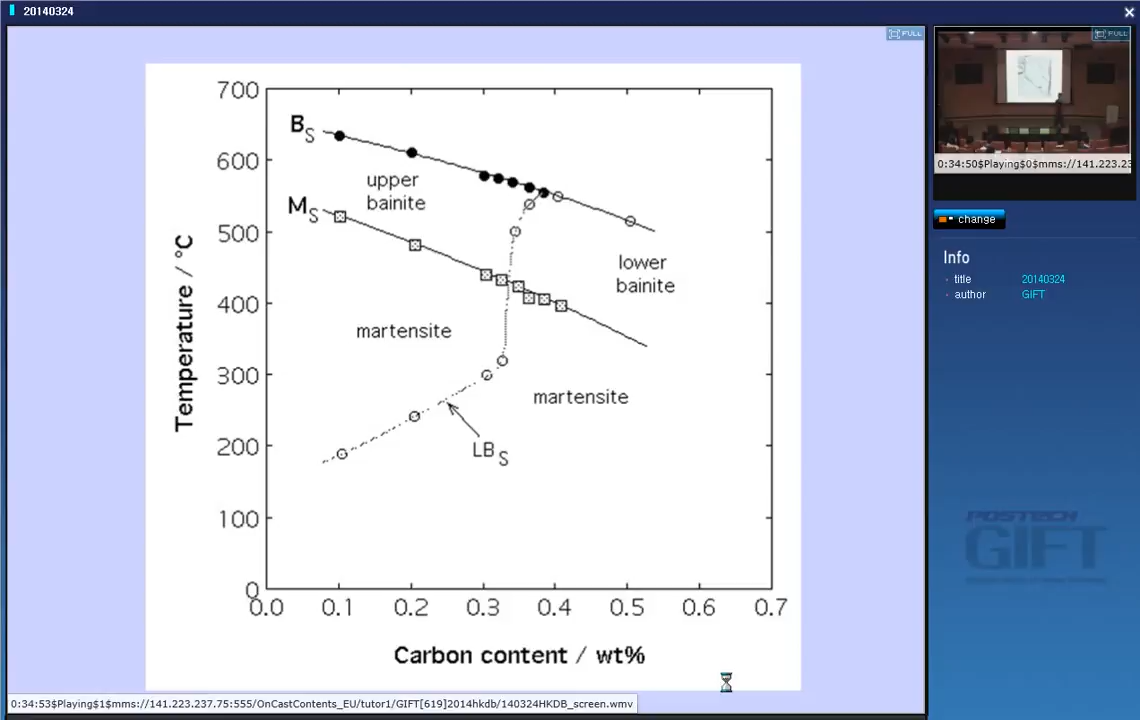 20140324
FULL
FULL
700
B S
600
upper
bainite
M S
500
lower
bainite
400
martensite
300
martensite
200
LB S
100
0
0.0 0.1 0.2 0.3 0.4 0.5 0.6 0.7
Temperature / °C
Carbon content / wt%
0:34:53$Playing$1$mms://141.223.237.75:555/OnCastContents_EU/tutor1/GIFT[619]2014hkdb/140324HKDB_screen.wmv
0:34:50$Playing$0$mms://141.223.23
change
Info
title 20140324
author GIFT
POSTECH
GIFT